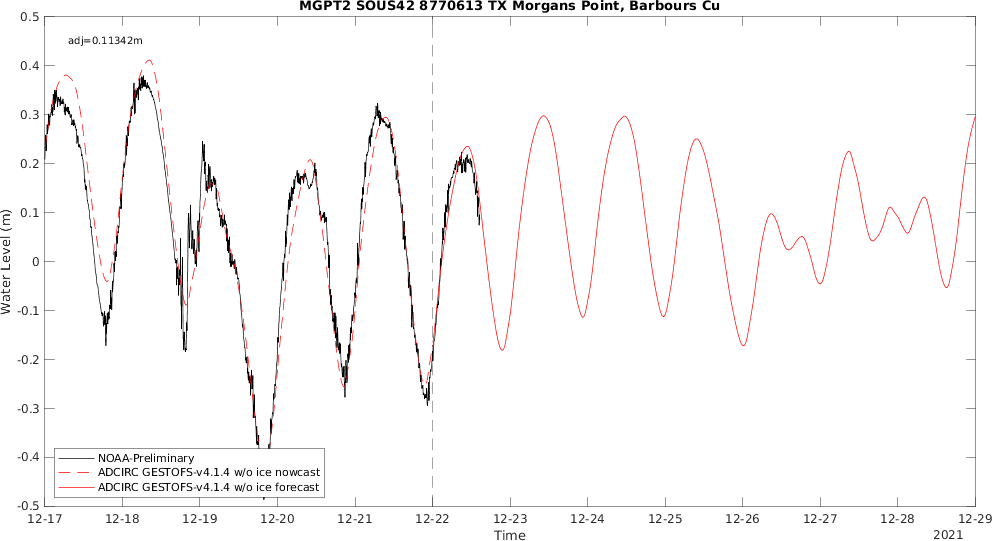 MGPT2 SOUS42 8770613 TX Morgans Point, Barbours Cu
adj=0.11342m
0.5
0.4
0.3
0.2
0.1
0
-0.1
-0.2
-0.3
-0.4
-0.5
Water Level (m)
NOAA-Preliminary
ADCIRC GESTOFS-v4.1.4 w/o ice nowcast
ADCIRC GESTOFS-v4.1.4 w/o ice forecast
12-17 12-18 12-19 12-20 12-21 12-22 12-23 12-24 12-25 12-26 12-27 12-28 12-29
Time
2021